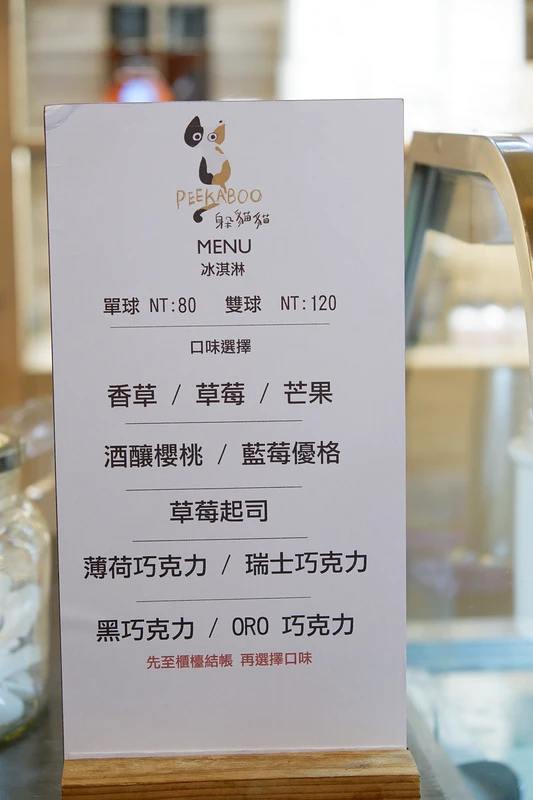 PEEKABOO
躲貓貓
MENU
冰淇淋
單球 NT:80 雙球 NT:120
口味選擇
香草 / 草莓 / 芒果
酒釀櫻桃 / 藍莓優格
草莓起司
薄荷巧克力 / 瑞士巧克力
黑巧克力 / ORO 巧克力
先至櫃檯結帳 再選擇口味